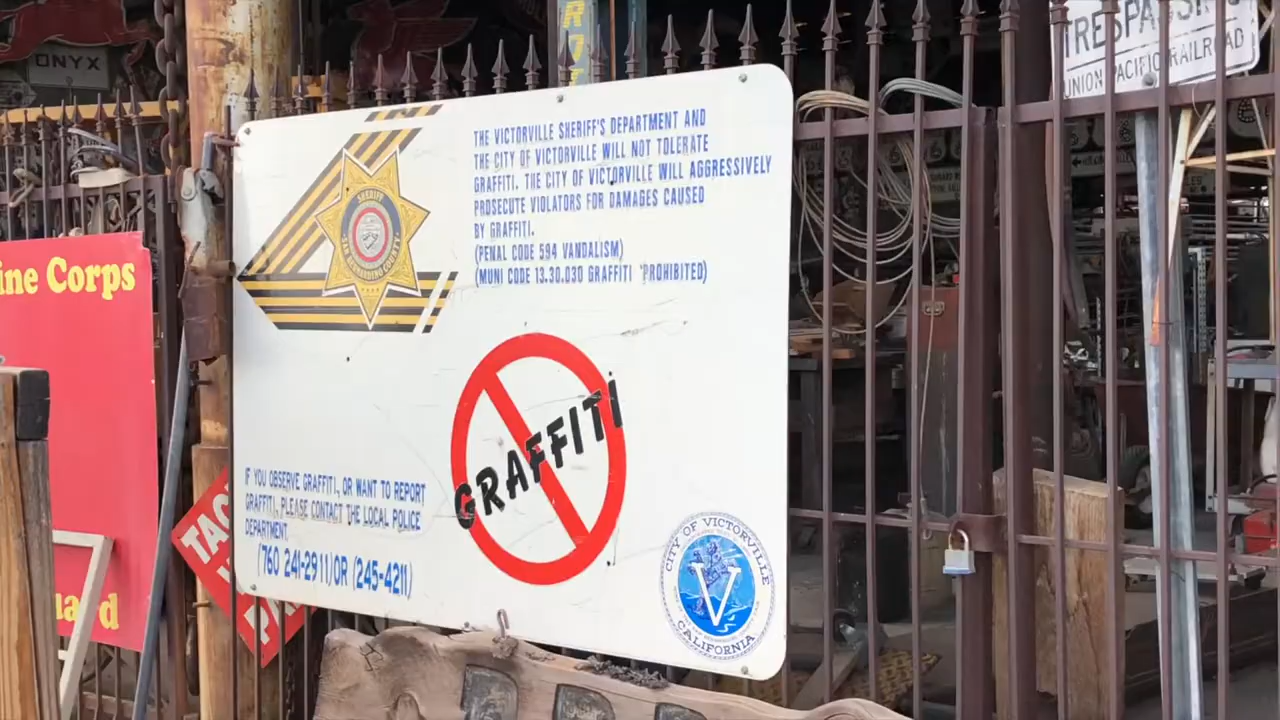 ONYX
TRESPASSING
UNION PACIFIC RAILROAD
ine Corps
THE VICTORVILLE SHERIFF'S DEPARTMENT AND
THE CITY OF VICTORVILLE WILL NOT TOLERATE
GRAFFITI. THE CITY OF VICTORVILLE WILL AGGRESSIVELY
PROSECUTE VIOLATORS FOR DAMAGES CAUSED
BY GRAFFITI.
(PENAL CODE 594 VANDALISM)
(MUNI CODE 13.30.030 GRAFFITI PROHIBITED)
SHERIFF
SAN BERNARDINO COUNTY
GRAFFITI
IF YOU OBSERVE GRAFFITI, OR WANT TO REPORT
GRAFFITI, PLEASE CONTACT THE LOCAL POLICE
DEPARTMENT.
(760 241-2911)OR (245-4211)
CITY OF VICTORVILLE
V
CALIFORNIA
TAC
uard